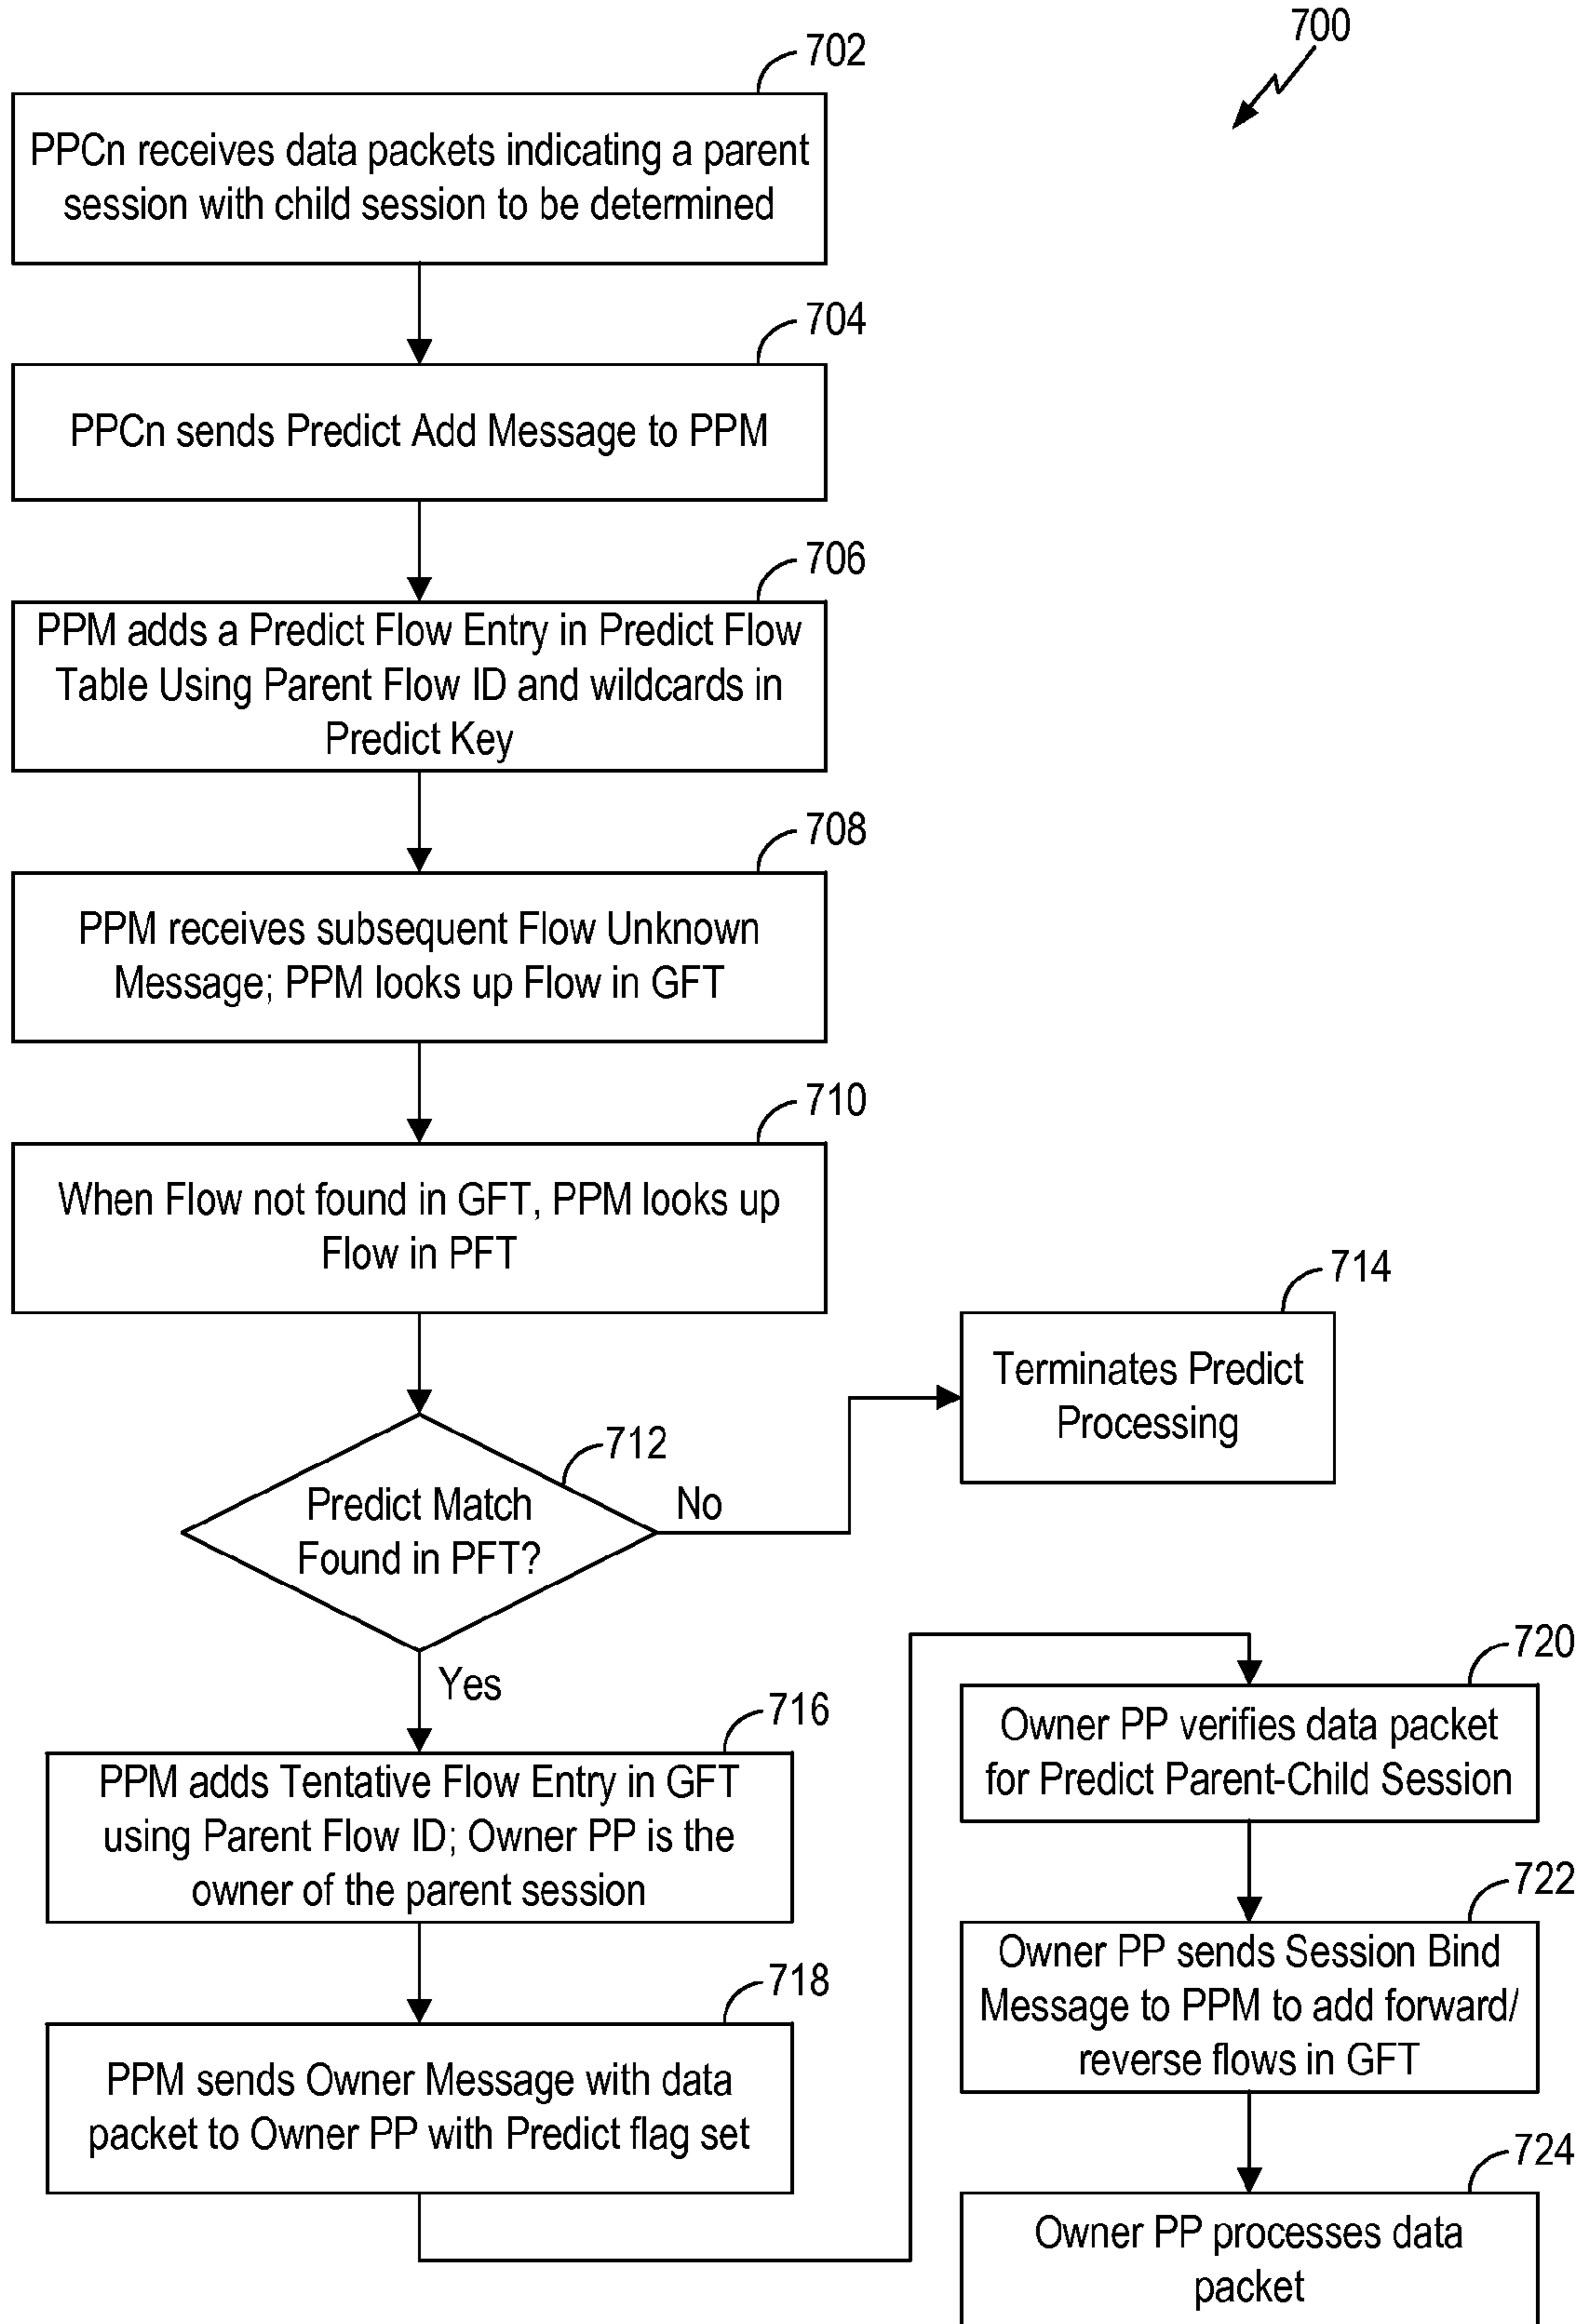 700
702
PPCn receives data packets indicating a parent
session with child session to be determined
704
PPCn sends Predict Add Message to PPM
706
PPM adds a Predict Flow Entry in Predict Flow
Table Using Parent Flow ID and wildcards in
Predict Key
708
PPM receives subsequent Flow Unknown
Message; PPM looks up Flow in GFT
710
When Flow not found in GFT, PPM looks up
Flow in PFT
712
Predict Match
Found in PFT?
No
714
Terminates Predict
Processing
Yes
716
PPM adds Tentative Flow Entry in GFT
using Parent Flow ID; Owner PP is the
owner of the parent session
718
PPM sends Owner Message with data
packet to Owner PP with Predict flag set
720
Owner PP verifies data packet
for Predict Parent-Child Session
722
Owner PP sends Session Bind
Message to PPM to add forward/
reverse flows in GFT
724
Owner PP processes data
packet